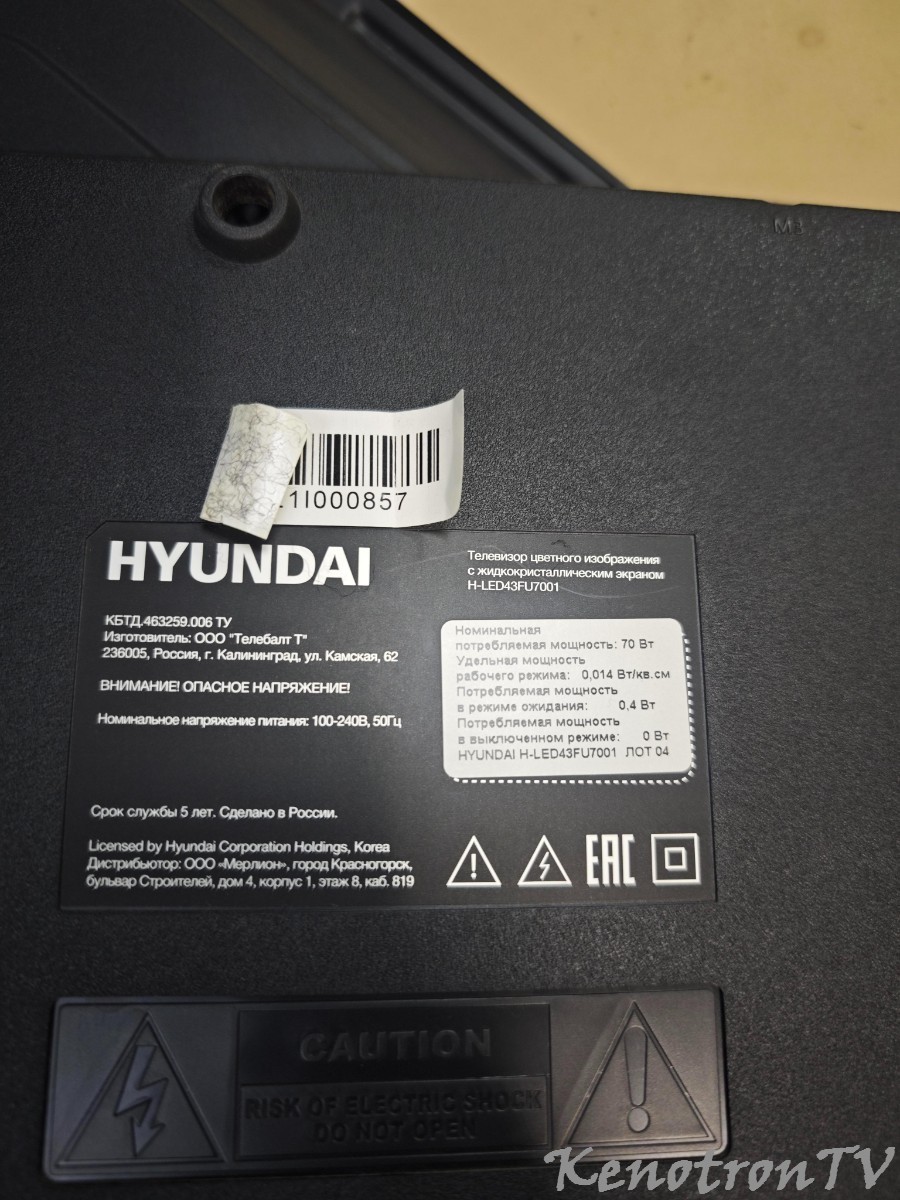 M3
1I000857
HYUNDAI
Телевизор цветного изображения
с жидкокристаллическим экраном
H-LED43FU7001
КБТД.463259.006 ТУ
Изготовитель: ООО "Телебалт Т"
236005, Россия, г. Калининград, ул. Камская, 62
ВНИМАНИЕ! ОПАСНОЕ НАПРЯЖЕНИЕ!
Номинальное напряжение питания: 100-240В, 50Гц
Номинальная
потребляемая мощность: 70 Вт
Удельная мощность
рабочего режима: 0,014 Вт/кв.см
Потребляемая мощность
в режиме ожидания: 0,4 Вт
Потребляемая мощность
в выключенном режиме: 0 Вт
HYUNDAI H-LED43FU7001 ЛОТ 04
Срок службы 5 лет. Сделано в России.
Licensed by Hyundai Corporation Holdings, Korea
Дистрибьютор: ООО «Мерлион», город Красногорск,
бульвар Строителей, дом 4, корпус 1, этаж 8, каб. 819
EAC
CAUTION
RISK OF ELECTRIC SHOCK
DO NOT OPEN
KenotronTV